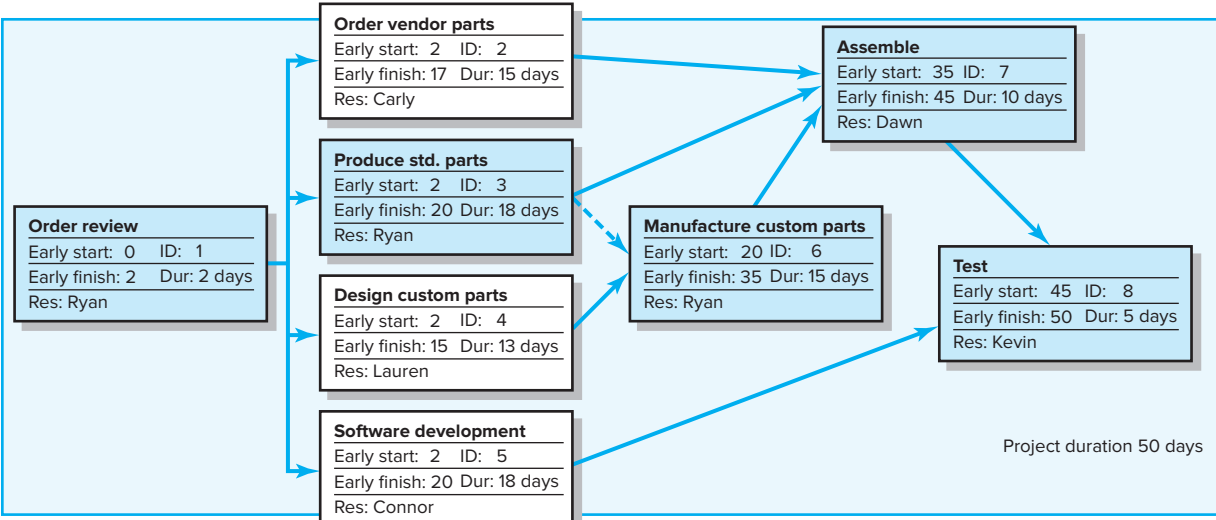 Order vendor parts
Early start: 2 ID: 2
Early finish: 17 Dur: 15 days
Res: Carly
Assemble
Early start: 35 ID: 7
Early finish: 45 Dur: 10 days
Res: Dawn
Produce std. parts
Early start: 2 ID: 3
Early finish: 20 Dur: 18 days
Res: Ryan
Order review
Early start: 0 ID: 1
Early finish: 2 Dur: 2 days
Res: Ryan
Manufacture custom parts
Early start: 20 ID: 6
Early finish: 35 Dur: 15 days
Res: Ryan
Test
Early start: 45 ID: 8
Early finish: 50 Dur: 5 days
Res: Kevin
Design custom parts
Early start: 2 ID: 4
Early finish: 15 Dur: 13 days
Res: Lauren
Software development
Early start: 2 ID: 5
Early finish: 20 Dur: 18 days
Res: Connor
Project duration 50 days